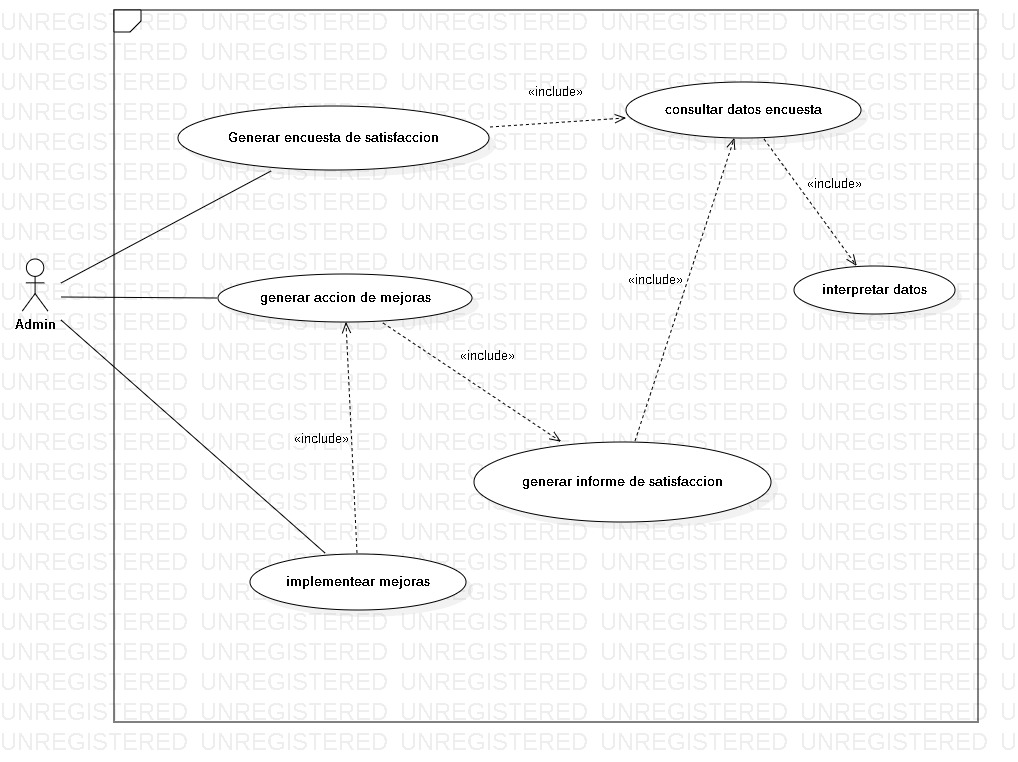 «include»
consultar datos encuesta
Generar encuesta de satisfaccion
«include»
«include»
interpretar datos
generar accion de mejoras
Admin
«include»
«include»
generar informe de satisfaccion
implementear mejoras
UNREGISTERED